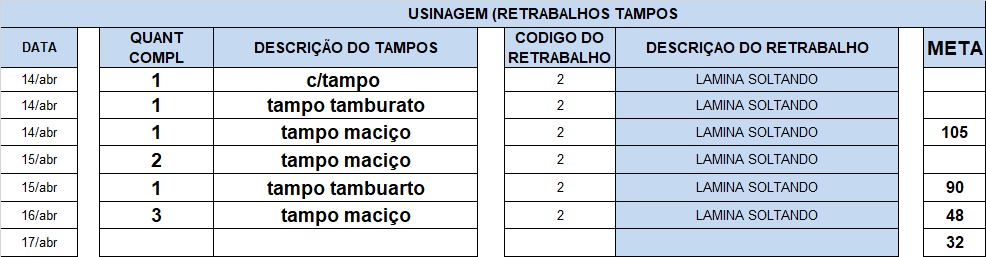 USINAGEM (RETRABALHOS TAMPOS
DATA QUANT COMPL DESCRIÇÃO DO TAMPOS CODIGO DO RETRABALHO DESCRIÇAO DO RETRABALHO META
14/abr 1 c/tampo 2 LAMINA SOLTANDO
14/abr 1 tampo tamburato 2 LAMINA SOLTANDO
14/abr 1 tampo maciço 2 LAMINA SOLTANDO 105
15/abr 2 tampo maciço 2 LAMINA SOLTANDO
15/abr 1 tampo tambuarto 2 LAMINA SOLTANDO 90
16/abr 3 tampo maciço 2 LAMINA SOLTANDO 48
17/abr 32